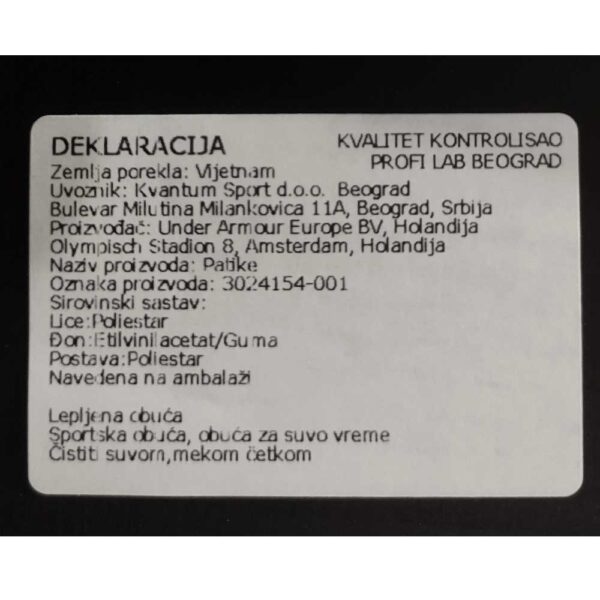 DEKLARACIJA
KVALITET KONTROLISAO
PROFI LAB BEOGRAD
Zemlja porekla: Vijetnam
Uvoznik: Kvantum Sport d.o.o. Beograd
Bulevar Milutina Milankovica 11A, Beograd, Srbija
Proizvođač: Under Armour Europe BV, Holandija
Olympisch Stadion 8, Amsterdam, Holandija
Naziv proizvoda: Patike
Oznaka proizvoda: 3024154-001
Sirovinski sastav:
Lice:Poliestar
Đon:Etilvinilacetat/Guma
Postava:Poliestar
Navedena na ambalaži
Lepljena obuća
Sportska obuća, obuća za suvo vreme
Čistiti suvom,mekom četkom